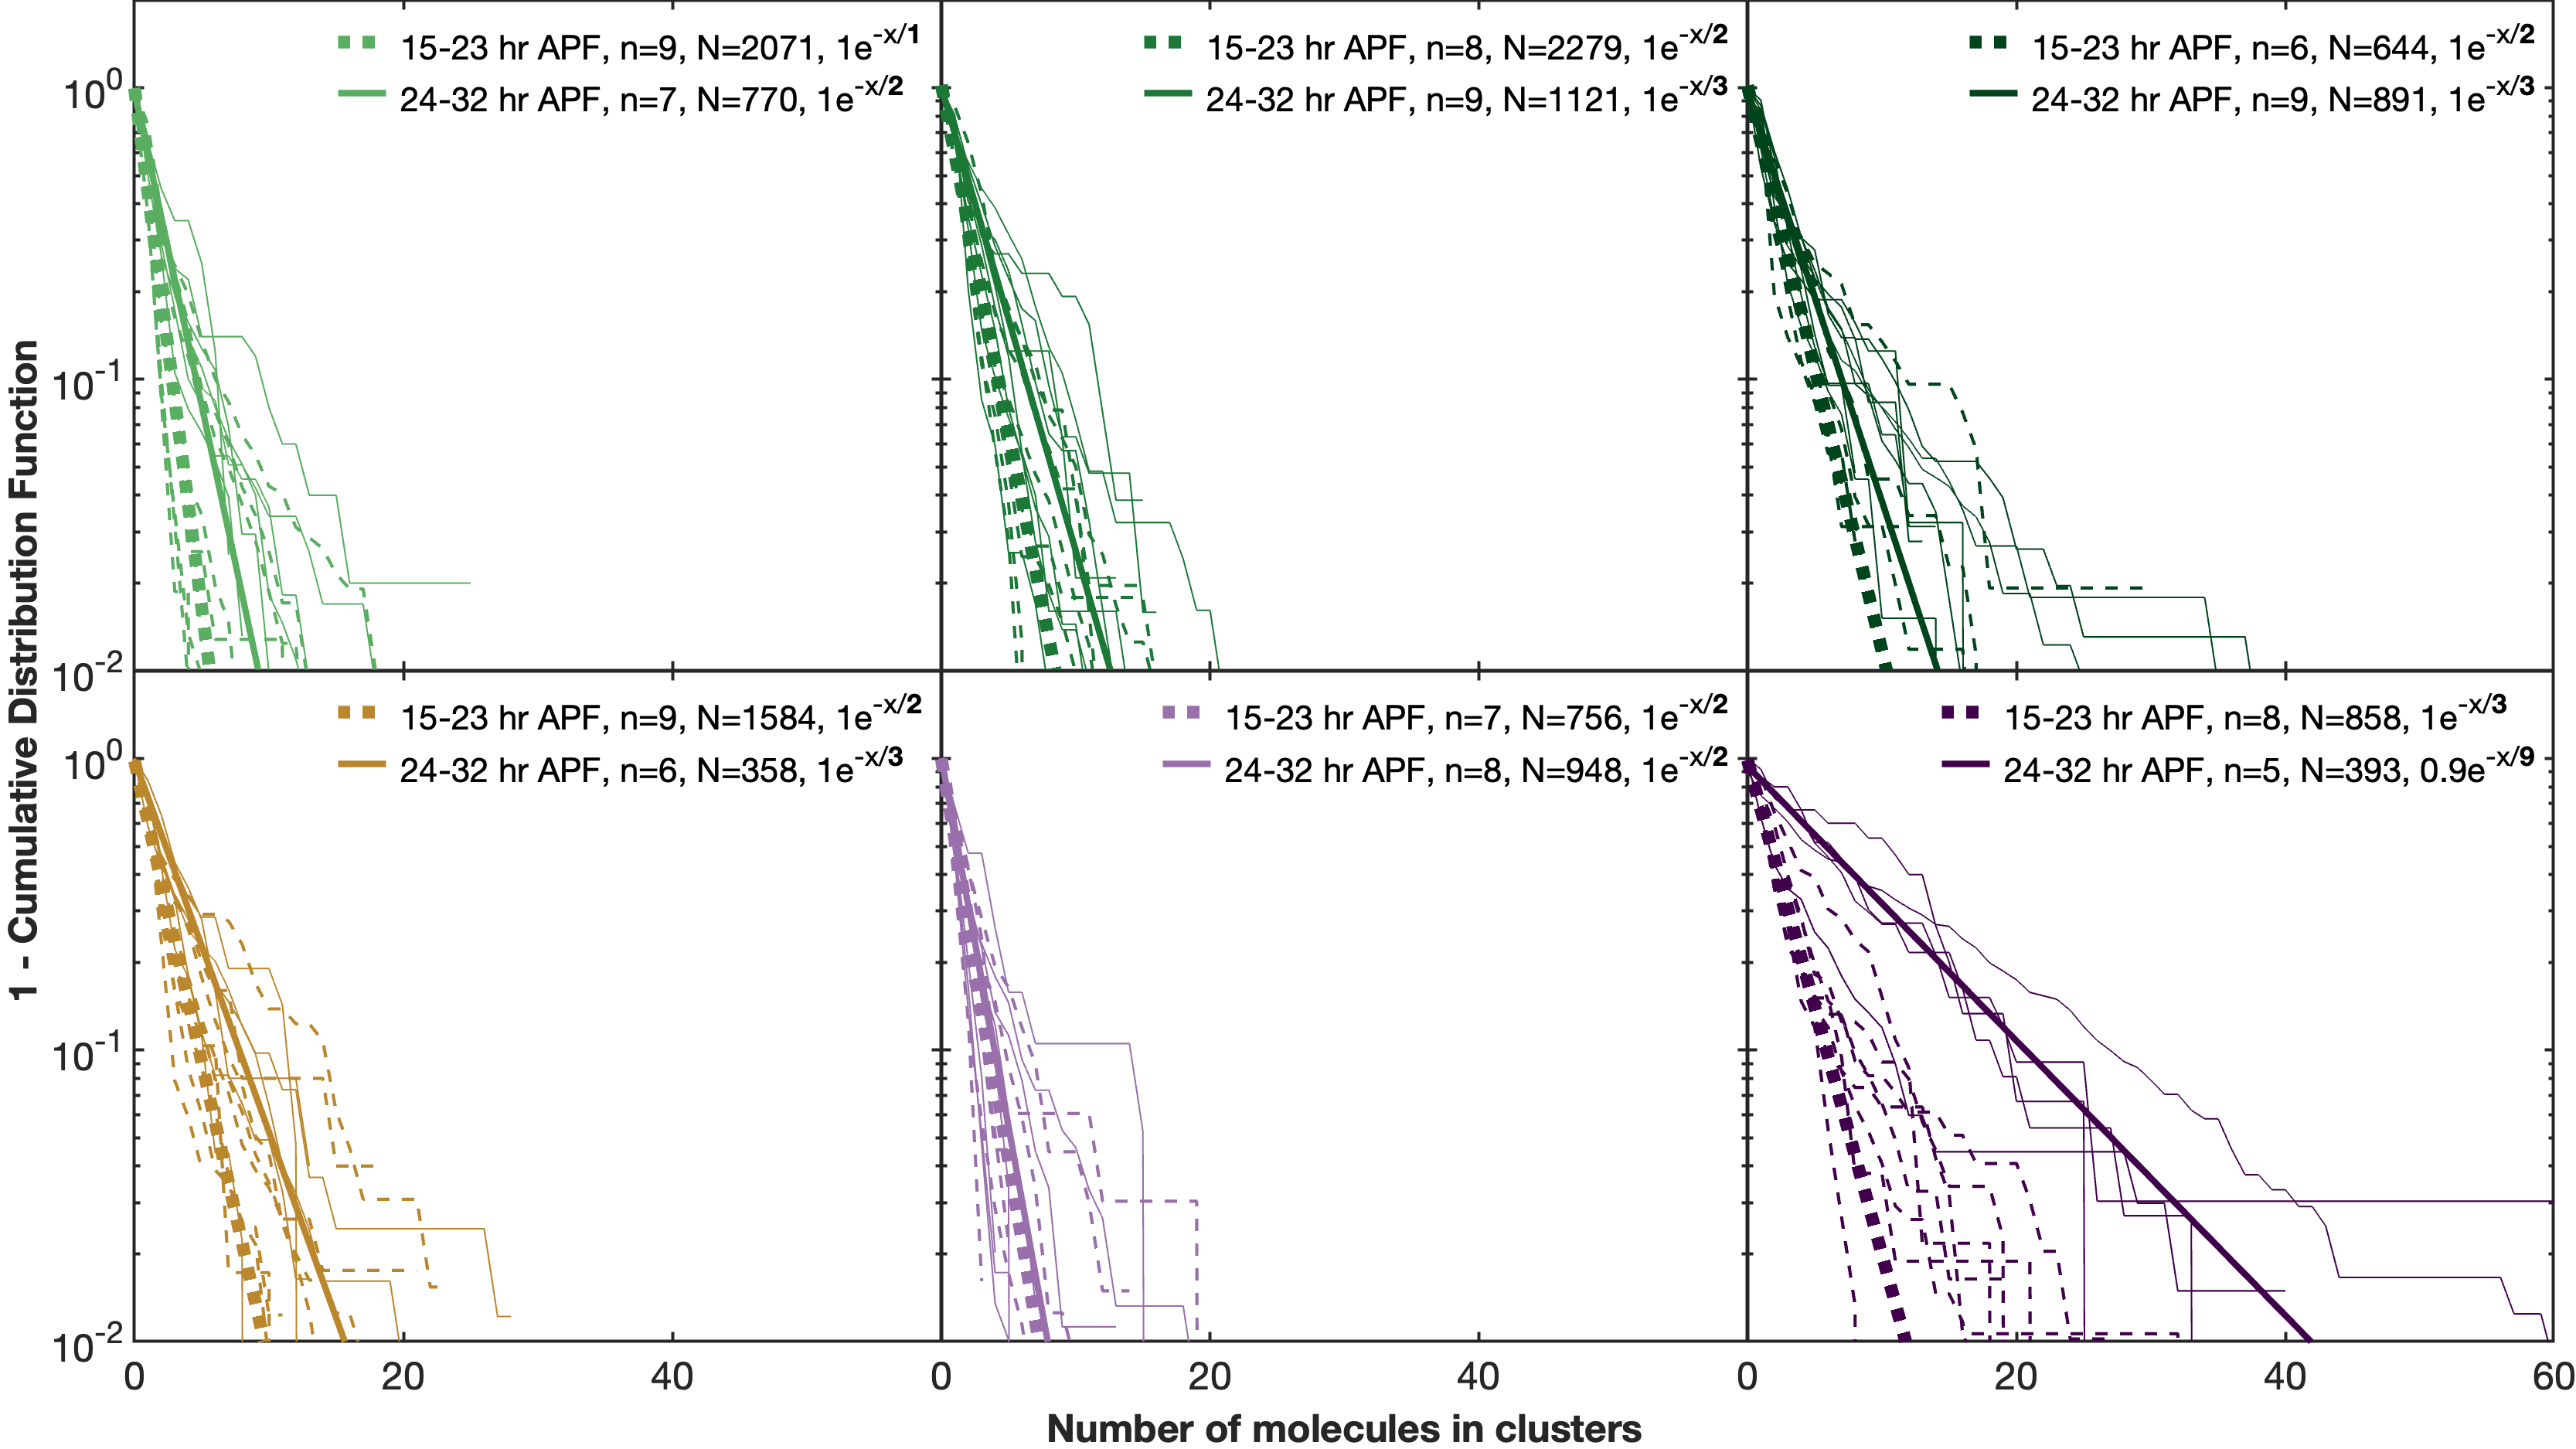 15-23 hr APF, n=9, N=2071, 1e^-x/1
24-32 hr APF, n=7, N=770, 1e^-x/2
15-23 hr APF, n=8, N=2279, 1e^-x/2
24-32 hr APF, n=9, N=1121, 1e^-x/3
15-23 hr APF, n=6, N=644, 1e^-x/2
24-32 hr APF, n=9, N=891, 1e^-x/3
10^0
10^-1
10^-2
15-23 hr APF, n=9, N=1584, 1e^-x/2
24-32 hr APF, n=6, N=358, 1e^-x/3
15-23 hr APF, n=7, N=756, 1e^-x/2
24-32 hr APF, n=8, N=948, 1e^-x/2
15-23 hr APF, n=8, N=858, 1e^-x/3
24-32 hr APF, n=5, N=393, 0.9e^-x/9
10^0
10^-1
10^-2
0 20 40 0 20 40 0 20 40 60
1 - Cumulative Distribution Function
Number of molecules in clusters